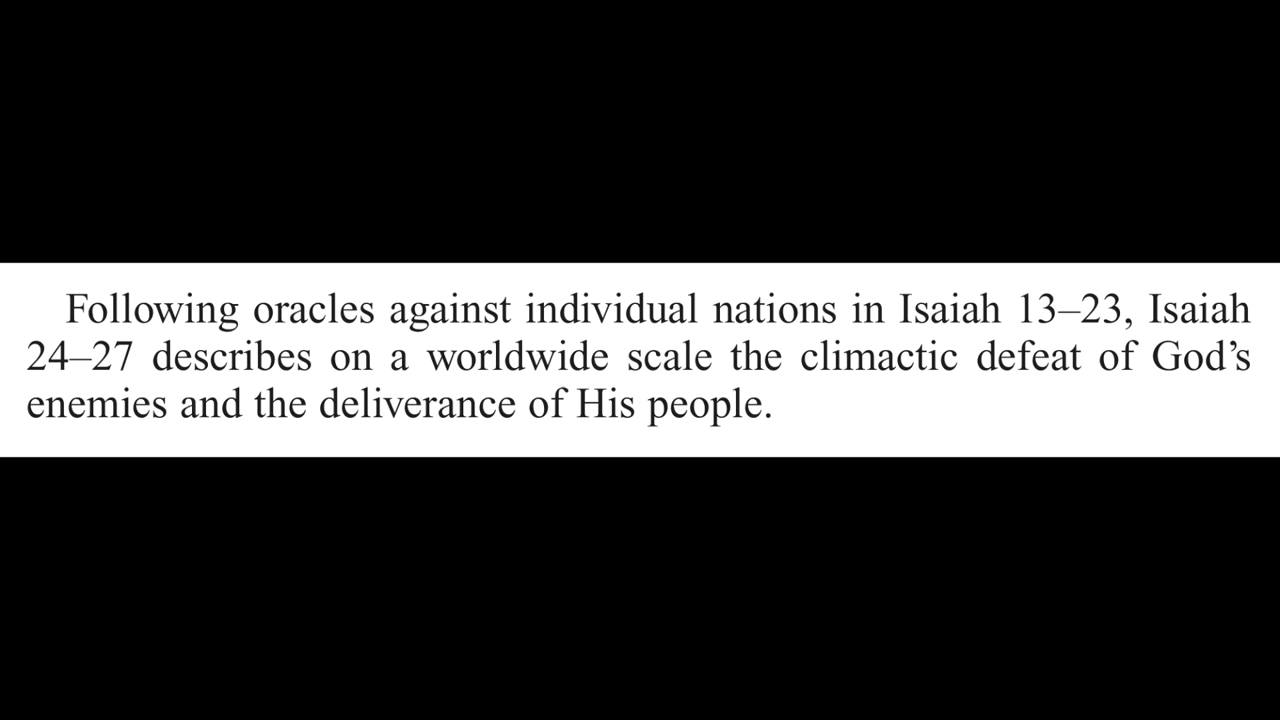 Following oracles against individual nations in Isaiah 13–23, Isaiah
24–27 describes on a worldwide scale the climactic defeat of God’s
enemies and the deliverance of His people.